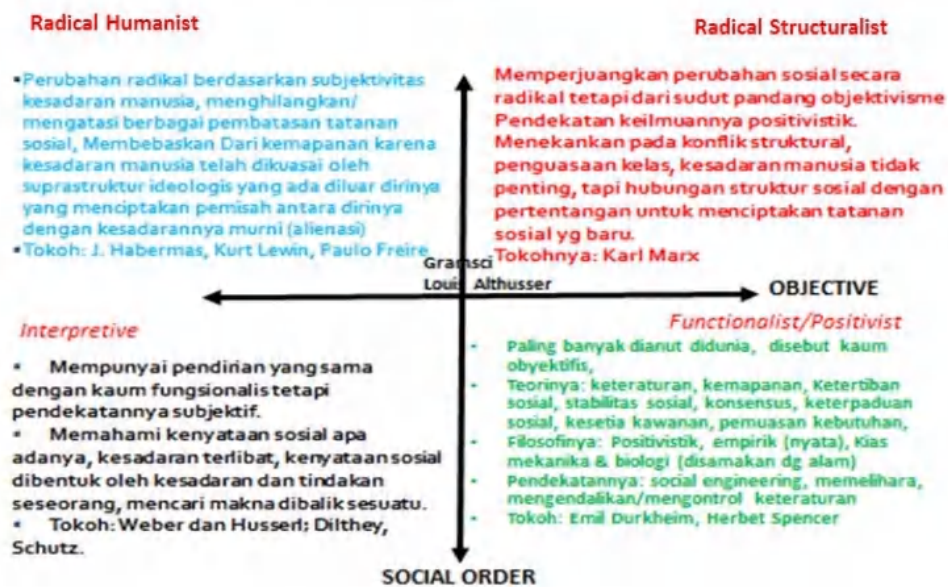 Radical Humanist
▪Perubahan radikal berdasarkan subjektivitas
kesadaran manusia, menghilangkan/
mengatasi berbagai pembatasan tatanan
sosial, Membebaskan Dari kemapanan karena
kesadaran manusia telah dikuasai oleh
suprastruktur ideologis yang ada diluar dirinya
yang menciptakan pemisah antara dirinya
dengan kesadarannya murni (alienasi)
▪Tokoh: J. Habermas, Kurt Lewin, Paulo Freire
Radical Structuralist
Memperjuangkan perubahan sosial secara
radikal tetapi dari sudut pandang objektivisme
Pendekatan keilmuannya positivistik.
Menekankan pada konflik struktural,
penguasaan kelas, kesadaran manusia tidak
penting, tapi hubungan struktur sosial dengan
pertentangan untuk menciptakan tatanan
sosial yg baru.
Tokohnya: Karl Marx
Gramsci
Louis Althusser
OBJECTIVE
Interpretive
▪ Mempunyai pendirian yang sama
dengan kaum fungsionalis tetapi
pendekatannya subjektif.
▪ Memahami kenyataan sosial apa
adanya, kesadaran terlibat, kenyataan sosial
dibentuk oleh kesadaran dan tindakan
seseorang, mencari makna dibalik sesuatu.
▪ Tokoh: Weber dan Husserl; Dilthey,
Schutz.
Functionalist/Positivist
• Paling banyak dianut didunia, disebut kaum
obyektifis,
• Teorinya: keteraturan, kemapanan, Ketertiban
sosial, stabilitas sosial, konsensus, keterpaduan
sosial, kesetia kawanan, pemuasan kebutuhan,
• Filosofinya: Positivistik, empirik (nyata), Kias
mekanika & biologi (disamakan dg alam)
• Pendekatannya: social engineering, memelihara,
mengendalikan/mengontrol keteraturan
• Tokoh: Emil Durkheim, Herbet Spencer
SOCIAL ORDER